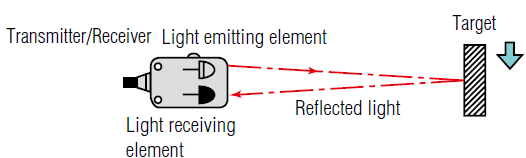 Target
Transmitter/Receiver Light emitting element
Reflected light
Light receiving
element